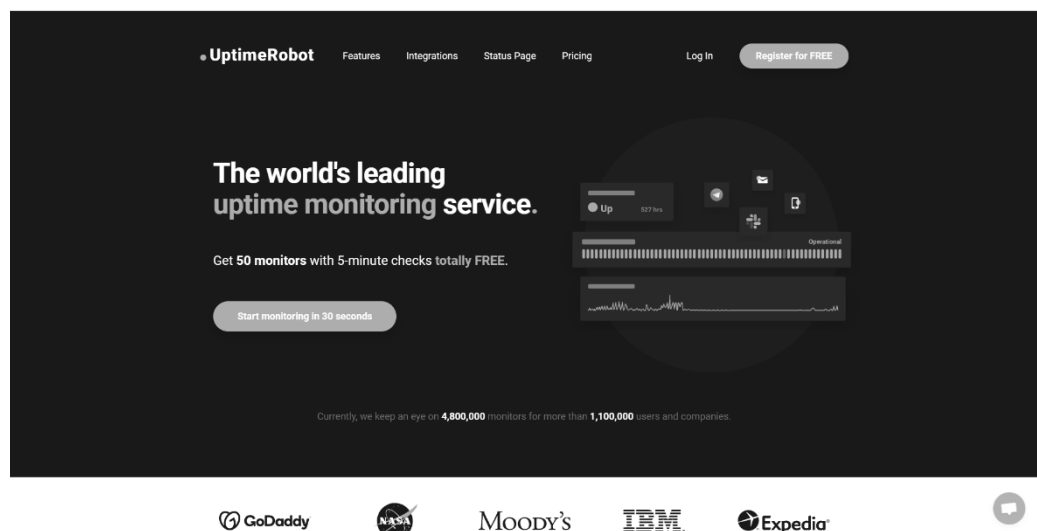 UptimeRobot
Features Integrations Status Page Pricing Log In Register for FREE
The world's leading
uptime monitoring service.
Get 50 monitors with 5-minute checks totally FREE.
Start monitoring in 30 seconds
Up 527 hrs
Operational
Currently, we keep an eye on 4,800,000 monitors for more than 1,100,000 users and companies.
GoDaddy NASA MOODY'S IBM Expedia